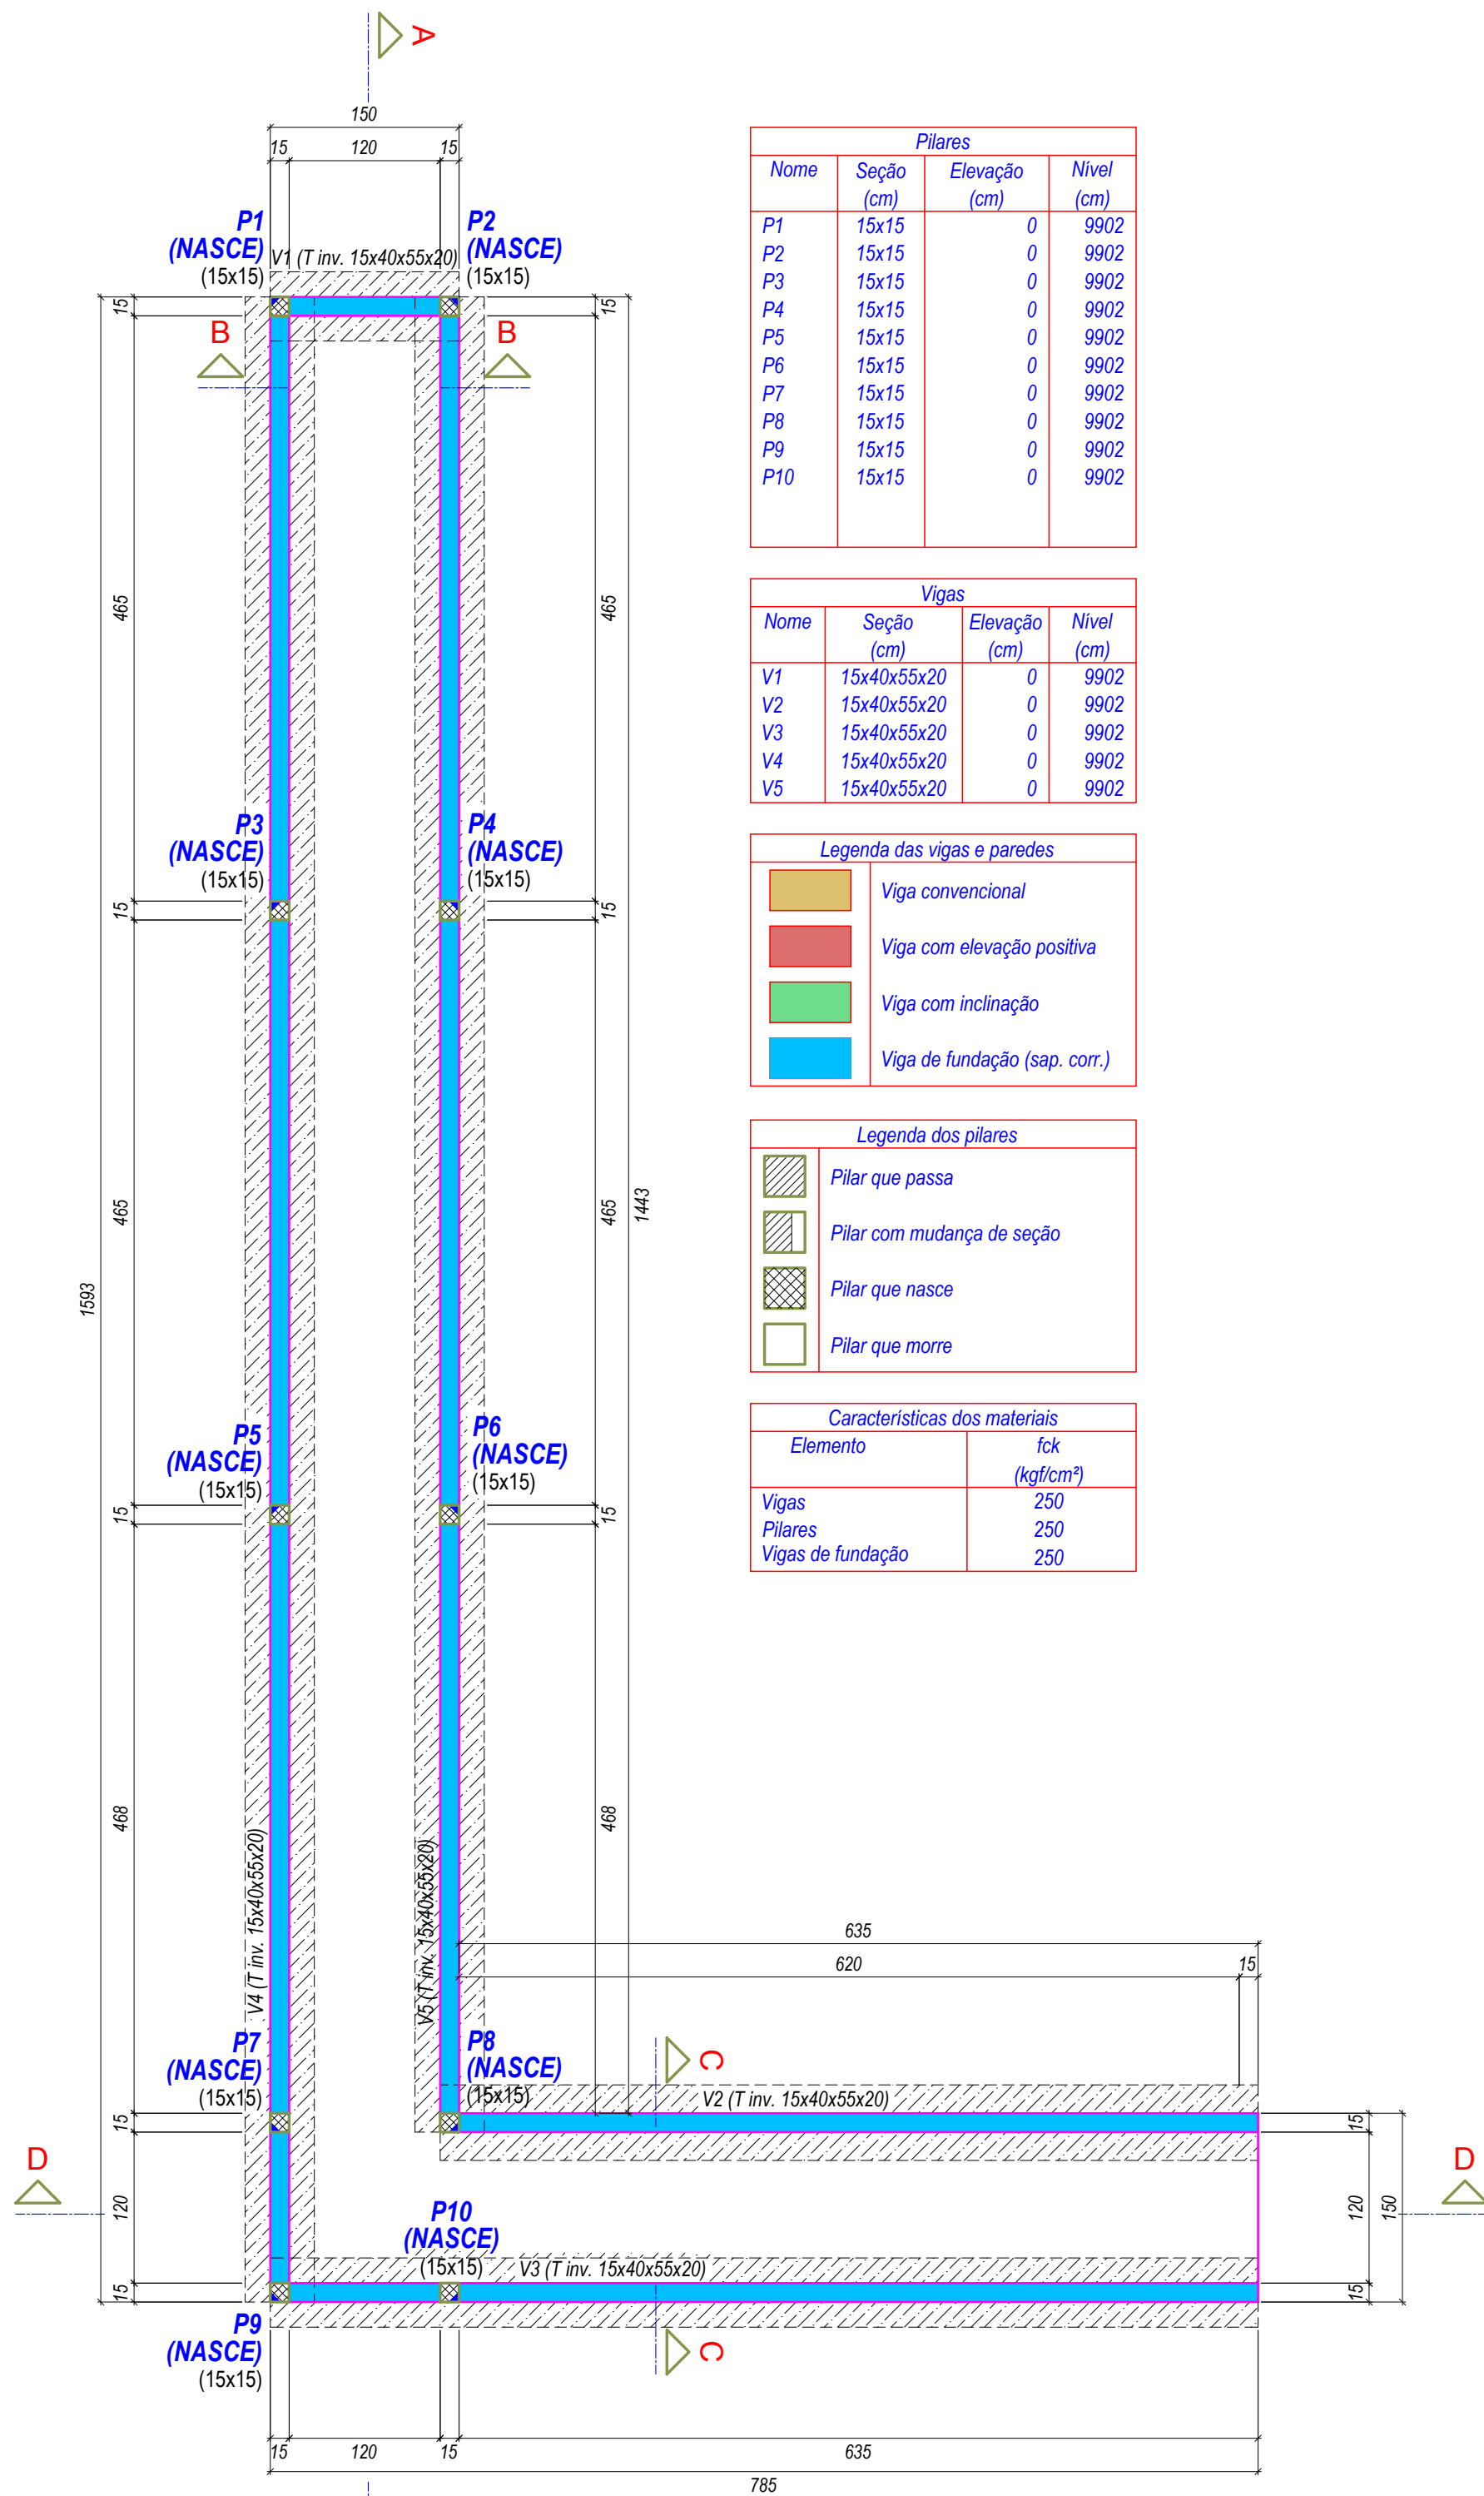 A
150
15 120 15
P1
(NASCE)
(15x15)
V1 (T inv. 15x40x55x20)
P2
(NASCE)
(15x15)
15
15
B
B
465
465
P3
(NASCE)
(15x15)
P4
(NASCE)
(15x15)
15
15
465
465
1443
1593
P5
(NASCE)
(15x15)
P6
(NASCE)
(15x15)
15
15
468
468
V4 (T inv. 15x40x55x20)
V5 (T inv. 15x40x55x20)
635
620 15
P7
(NASCE)
(15x15)
P8
(NASCE)
(15x15)
C
V2 (T inv. 15x40x55x20)
15
15
D
D
120
120
150
P10
(NASCE)
(15x15)
V3 (T inv. 15x40x55x20)
15
15
P9
(NASCE)
(15x15)
C
15 120 15 635
785
Pilares
Nome Seção Elevação Nível
(cm) (cm) (cm)
P1 15x15 0 9902
P2 15x15 0 9902
P3 15x15 0 9902
P4 15x15 0 9902
P5 15x15 0 9902
P6 15x15 0 9902
P7 15x15 0 9902
P8 15x15 0 9902
P9 15x15 0 9902
P10 15x15 0 9902
Vigas
Nome Seção Elevação Nível
(cm) (cm) (cm)
V1 15x40x55x20 0 9902
V2 15x40x55x20 0 9902
V3 15x40x55x20 0 9902
V4 15x40x55x20 0 9902
V5 15x40x55x20 0 9902
Legenda das vigas e paredes
Viga convencional
Viga com elevação positiva
Viga com inclinação
Viga de fundação (sap. corr.)
Legenda dos pilares
Pilar que passa
Pilar com mudança de seção
Pilar que nasce
Pilar que morre
Características dos materiais
Elemento fck
(kgf/cm²)
Vigas 250
Pilares 250
Vigas de fundação 250